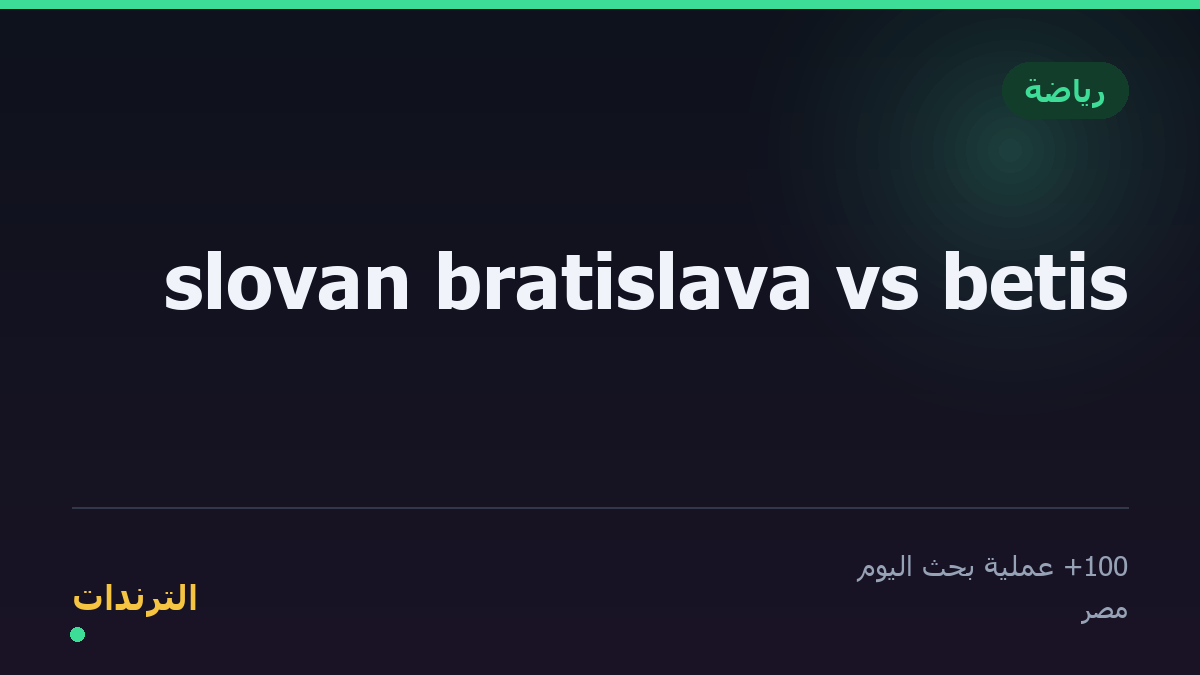 رياضة
slovan bratislava vs betis
+100 عملية بحث اليوم
مصر
الترندات